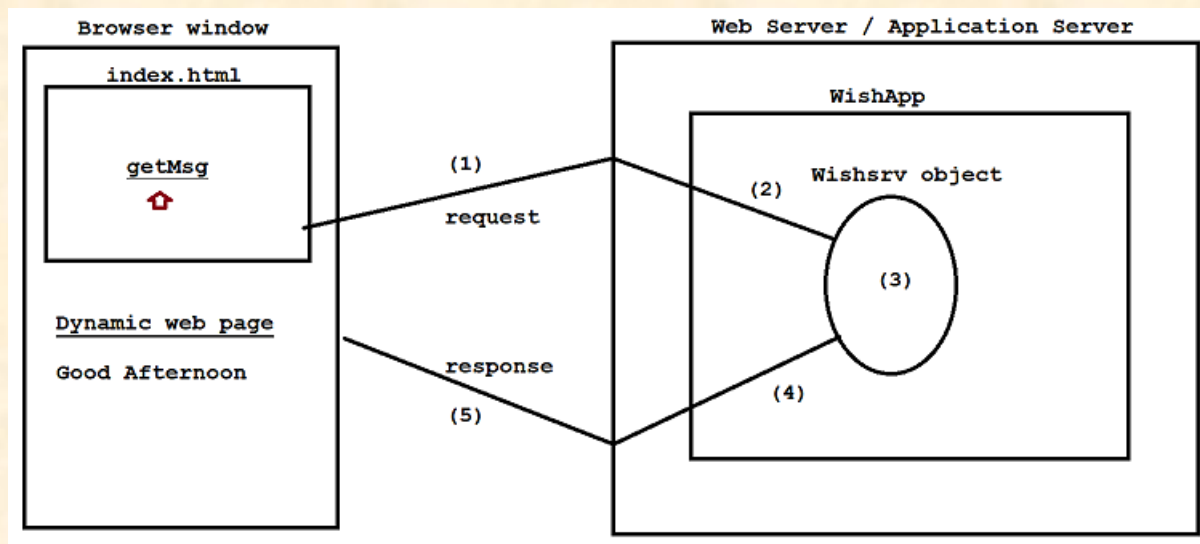 Browser window
index.html
getMsg
Dynamic web page
Good Afternoon
(1)
request
response
(5)
Web Server / Application Server
WishApp
Wishsrv object
(2)
(3)
(4)